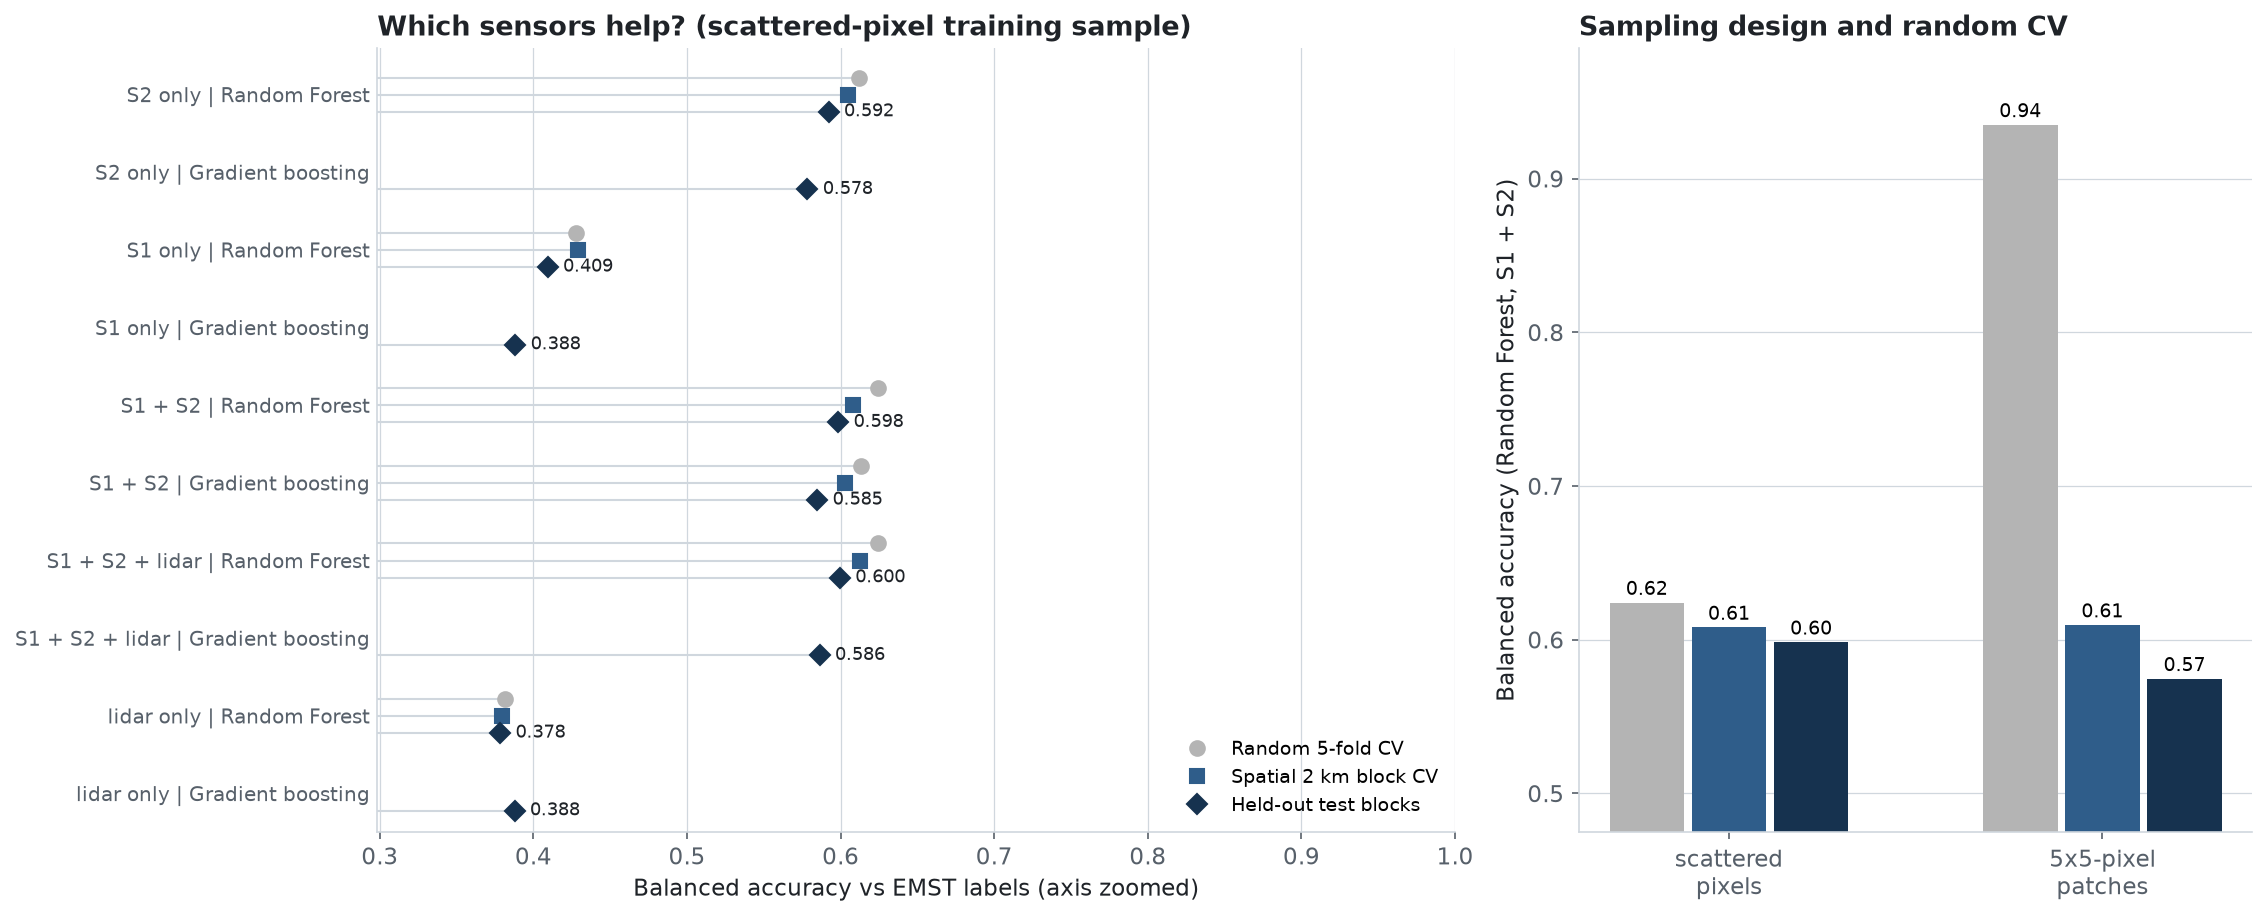 Which sensors help? (scattered-pixel training sample)
S2 only | Random Forest
0.592
S2 only | Gradient boosting
0.578
S1 only | Random Forest
0.409
S1 only | Gradient boosting
0.388
S1 + S2 | Random Forest
0.598
S1 + S2 | Gradient boosting
0.585
S1 + S2 + lidar | Random Forest
0.600
S1 + S2 + lidar | Gradient boosting
0.586
lidar only | Random Forest
0.378
lidar only | Gradient boosting
0.388
Random 5-fold CV
Spatial 2 km block CV
Held-out test blocks
0.3 0.4 0.5 0.6 0.7 0.8 0.9 1.0
Balanced accuracy vs EMST labels (axis zoomed)
Sampling design and random CV
Balanced accuracy (Random Forest, S1 + S2)
0.9
0.8
0.7
0.6
0.5
0.62
0.61
0.60
0.94
0.61
0.57
scattered
pixels
5x5-pixel
patches